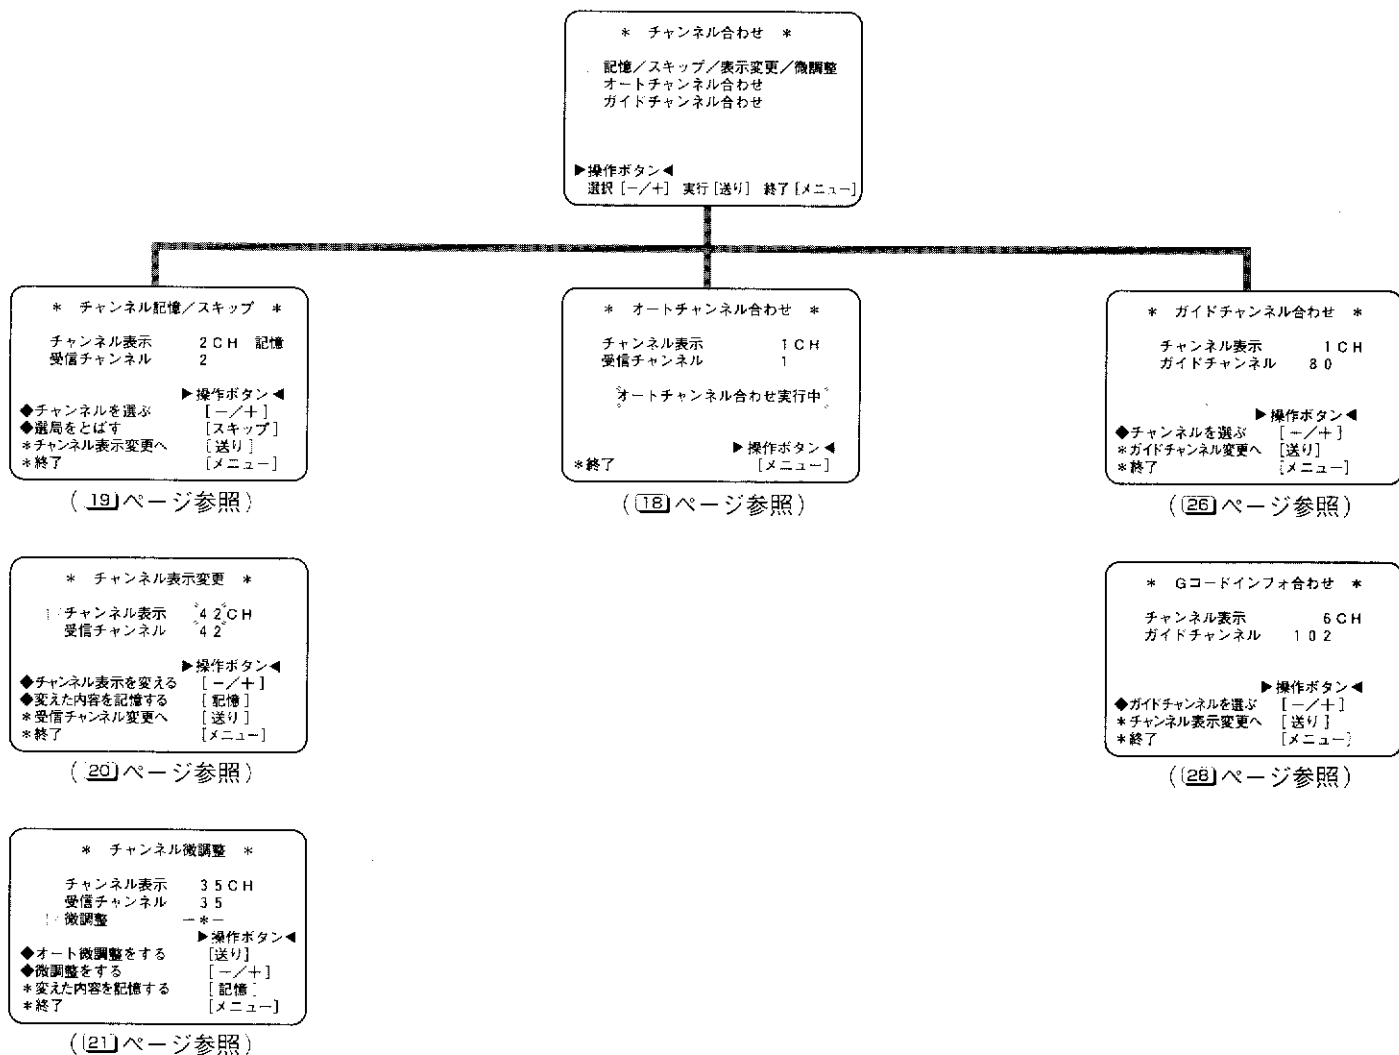 * チャンネル合わせ *
記憶／スキップ／表示変更／微調整
オートチャンネル合わせ
ガイドチャンネル合わせ
▶操作ボタン◀
選択［－／＋］ 実行［送り］ 終了［メニュー］
* チャンネル記憶／スキップ *
チャンネル表示 2CH 記憶
受信チャンネル 2
▶操作ボタン◀
◆チャンネルを選ぶ ［－／＋］
◆選局をとばす ［スキップ］
*チャンネル表示変更へ ［送り］
*終了 ［メニュー］
（19ページ参照）
* オートチャンネル合わせ *
チャンネル表示 1CH
受信チャンネル 1
オートチャンネル合わせ実行中
▶操作ボタン◀
*終了 ［メニュー］
（18ページ参照）
* ガイドチャンネル合わせ *
チャンネル表示 1CH
ガイドチャンネル 80
▶操作ボタン◀
◆チャンネルを選ぶ ［－／＋］
*ガイドチャンネル変更へ ［送り］
*終了 ［メニュー］
（26ページ参照）
* チャンネル表示変更 *
チャンネル表示 42CH
受信チャンネル 42
▶操作ボタン◀
◆チャンネル表示を変える ［－／＋］
◆変えた内容を記憶する ［記憶］
*受信チャンネル変更へ ［送り］
*終了 ［メニュー］
（20ページ参照）
* Gコードインフォ合わせ *
チャンネル表示 6CH
ガイドチャンネル 102
▶操作ボタン◀
◆ガイドチャンネルを選ぶ ［－／＋］
*チャンネル表示変更へ ［送り］
*終了 ［メニュー］
（28ページ参照）
* チャンネル微調整 *
チャンネル表示 35CH
受信チャンネル 35
微調整 －*－
▶操作ボタン◀
◆オート微調整をする ［送り］
◆微調整をする ［－／＋］
*変えた内容を記憶する ［記憶］
*終了 ［メニュー］
（21ページ参照）